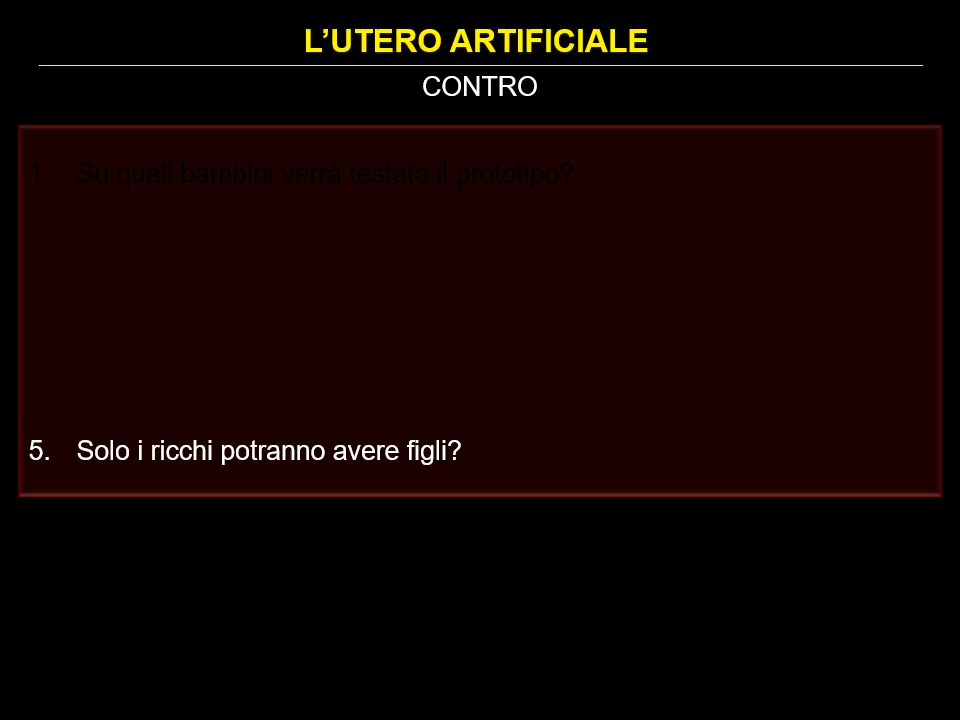 L’UTERO ARTIFICIALE
CONTRO
1. Su quali bambini verrà testato il prototipo?
5. Solo i ricchi potranno avere figli?